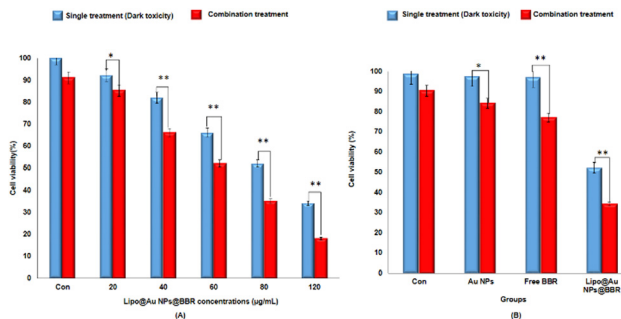 Single treatment (Dark toxicity)
Combination treatment
100
90
80
70
60
50
40
30
20
10
0
Cell viability(%)
*
**
**
**
**
Con
20
40
60
80
120
Lipo@Au NPs@BBR concentrations (µg/mL)
(A)
Single treatment (Dark toxicity)
Combination treatment
100
90
80
70
60
50
40
30
20
10
0
Cell viability (%)
*
**
**
Con
Au NPs
Free BBR
Lipo@Au
NPs@BBR
Groups
(B)